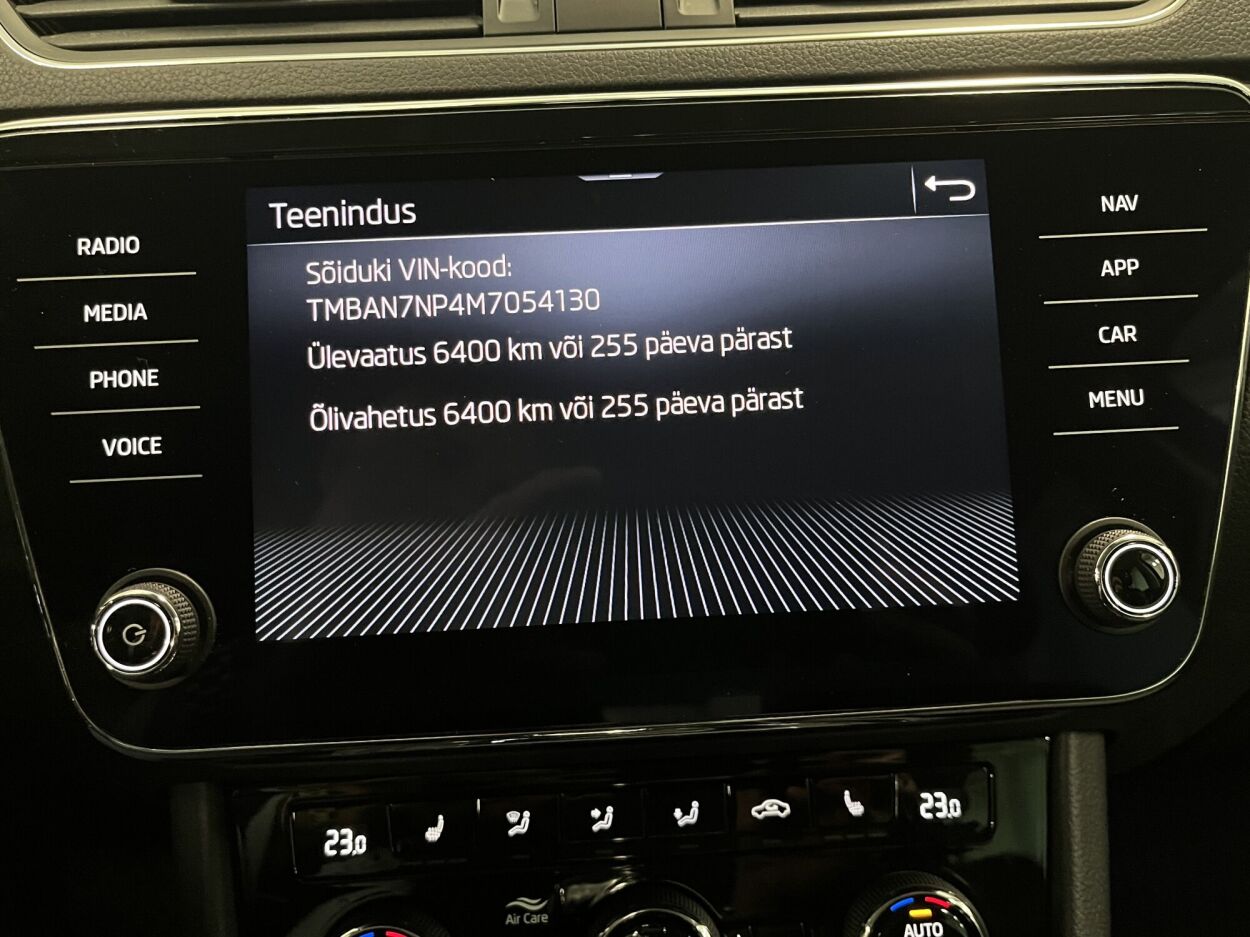 Teenindus
Sõiduki VIN-kood:
TMBAN7NP4M7054130
Ülevaatus 6400 km või 255 päeva pärast
Õlivahetus 6400 km või 255 päeva pärast
RADIO
MEDIA
PHONE
VOICE
NAV
APP
CAR
MENU
23,0
23,0
Air Care
AUTO